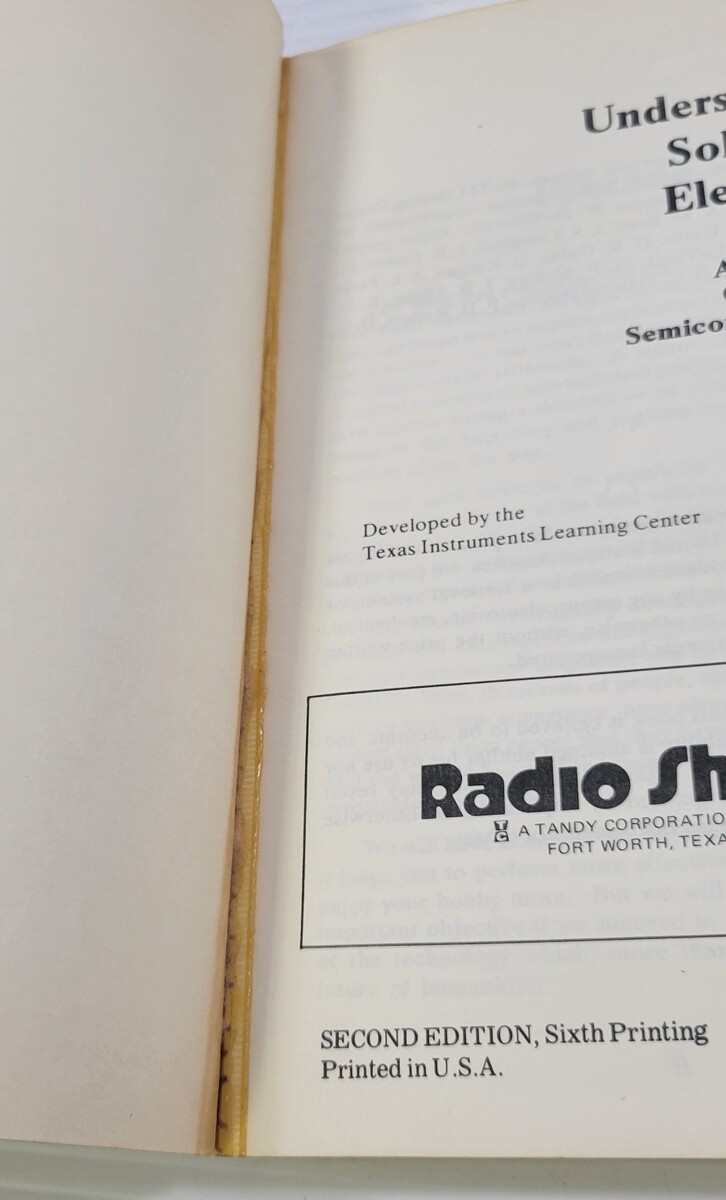 Unders
Sol
Ele
A
Semico
Developed by the
Texas Instruments Learning Center
Radio Sh
A TANDY CORPORATIO
FORT WORTH, TEXA
SECOND EDITION, Sixth Printing
Printed in U.S.A.